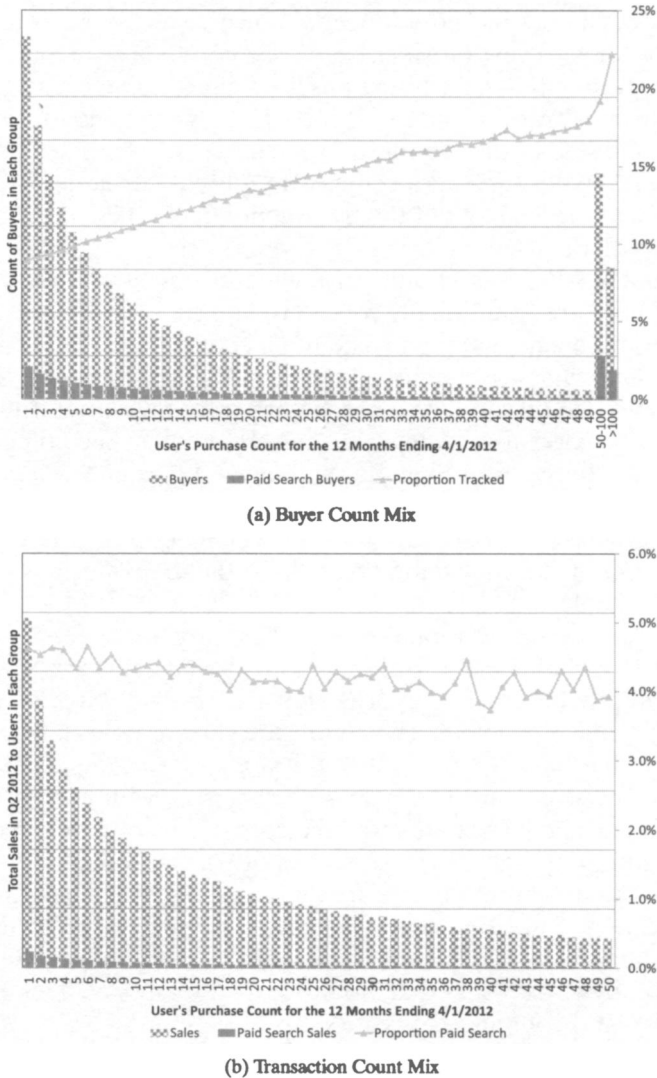 25%
20%
15%
10%
5%
0%
Count of Buyers in Each Group
1 2 3 4 5 6 7 8 9 10 11 12 13 14 15 16 17 18 19 20 21 22 23 24 25 26 27 28 29 30 31 32 33 34 35 36 37 38 39 40 41 42 43 44 45 46 47 48 49 50-100 >100
User's Purchase Count for the 12 Months Ending 4/1/2012
Buyers Paid Search Buyers Proportion Tracked
(a) Buyer Count Mix
6.0%
5.0%
4.0%
3.0%
2.0%
1.0%
0.0%
Total Sales in Q2 2012 to Users in Each Group
1 2 3 4 5 6 7 8 9 10 11 12 13 14 15 16 17 18 19 20 21 22 23 24 25 26 27 28 29 30 31 32 33 34 35 36 37 38 39 40 41 42 43 44 45 46 47 48 49 50
User's Purchase Count for the 12 Months Ending 4/1/2012
Sales Paid Search Sales Proportion Paid Search
(b) Transaction Count Mix